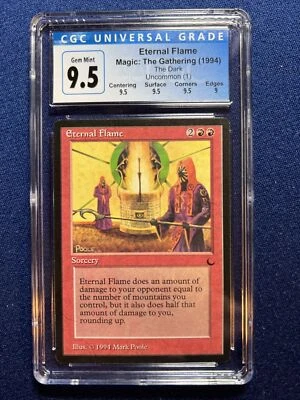 CGC UNIVERSAL GRADE
Gem Mint
9.5
Eternal Flame
Magic: The Gathering (1994)
The Dark
Uncommon (1)
Centering Surface Corners Edges
9.5 9.5 9.5 9
Eternal Flame 2
POOLE
Sorcery
Eternal Flame does an amount of
damage to your opponent equal to
the number of mountains you
control, but it also does half that
amount of damage to you,
rounding up.
Illus. © 1994 Mark Poole